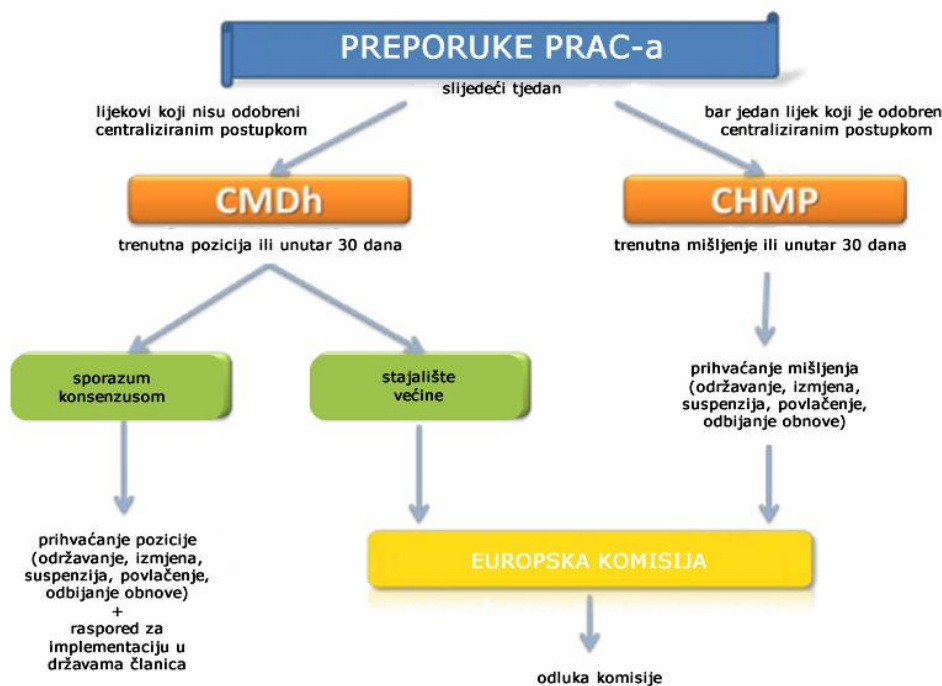 PREPORUKE PRAC-a
slijedeći tjedan
lijekovi koji nisu odobreni
centraliziranim postupkom
bar jedan lijek koji je odobren
centraliziranim postupkom
CMDh
CHMP
trenutna pozicija ili unutar 30 dana
trenutna mišljenje ili unutar 30 dana
sporazum
konsenzusom
stajalište
većine
prihvaćanje mišljenja
(održavanje, izmjena,
suspenzija, povlačenje,
odbijanje obnove)
prihvaćanje pozicije
(održavanje, izmjena,
suspenzija, povlačenje,
odbijanje obnove)
+
raspored za
implementaciju u
državama članica
EUROPSKA KOMISIJA
odluka komisije